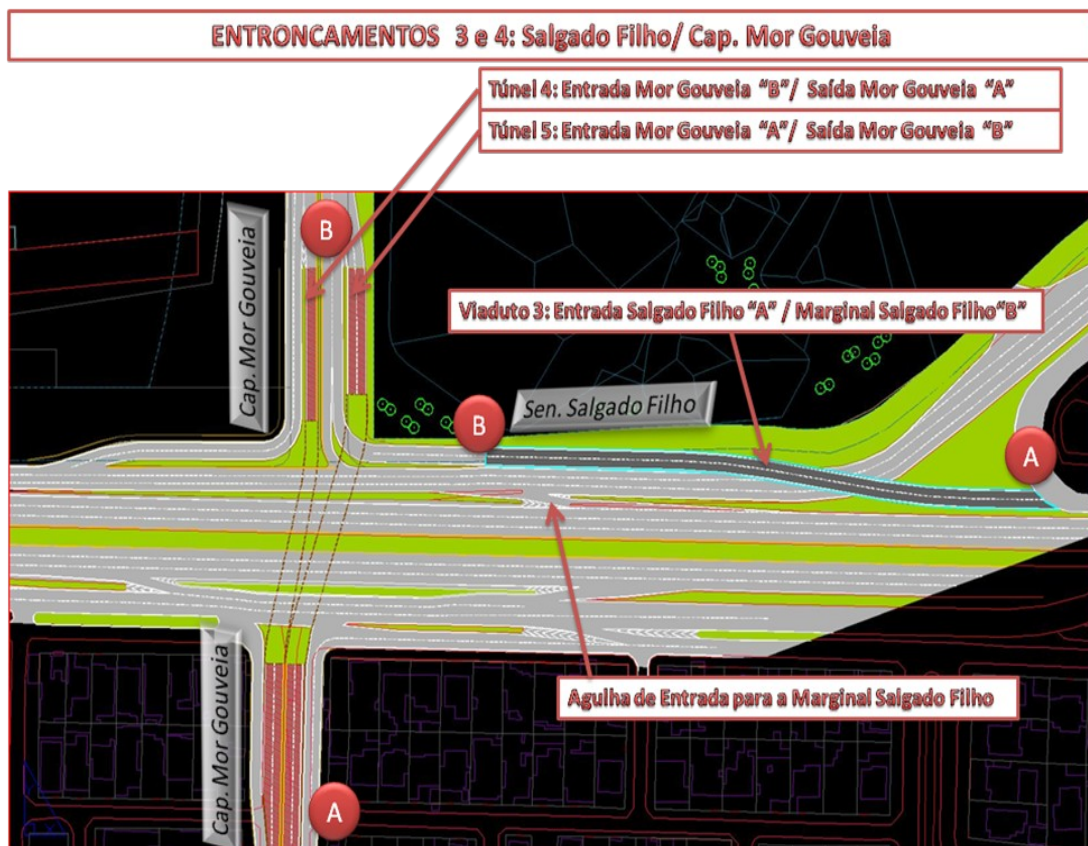 ENTRONCAMENTOS 3 e 4: Salgado Filho/ Cap. Mor Gouveia
Túnel 4: Entrada Mor Gouveia “B”/ Saída Mor Gouveia “A”
Túnel 5: Entrada Mor Gouveia “A”/ Saída Mor Gouveia “B”
B
Cap. Mor Gouveia
Viaduto 3: Entrada Salgado Filho “A” / Marginal Salgado Filho“B”
Sen. Salgado Filho
B
A
Cap. Mor Gouveia
Agulha de Entrada para a Marginal Salgado Filho
A